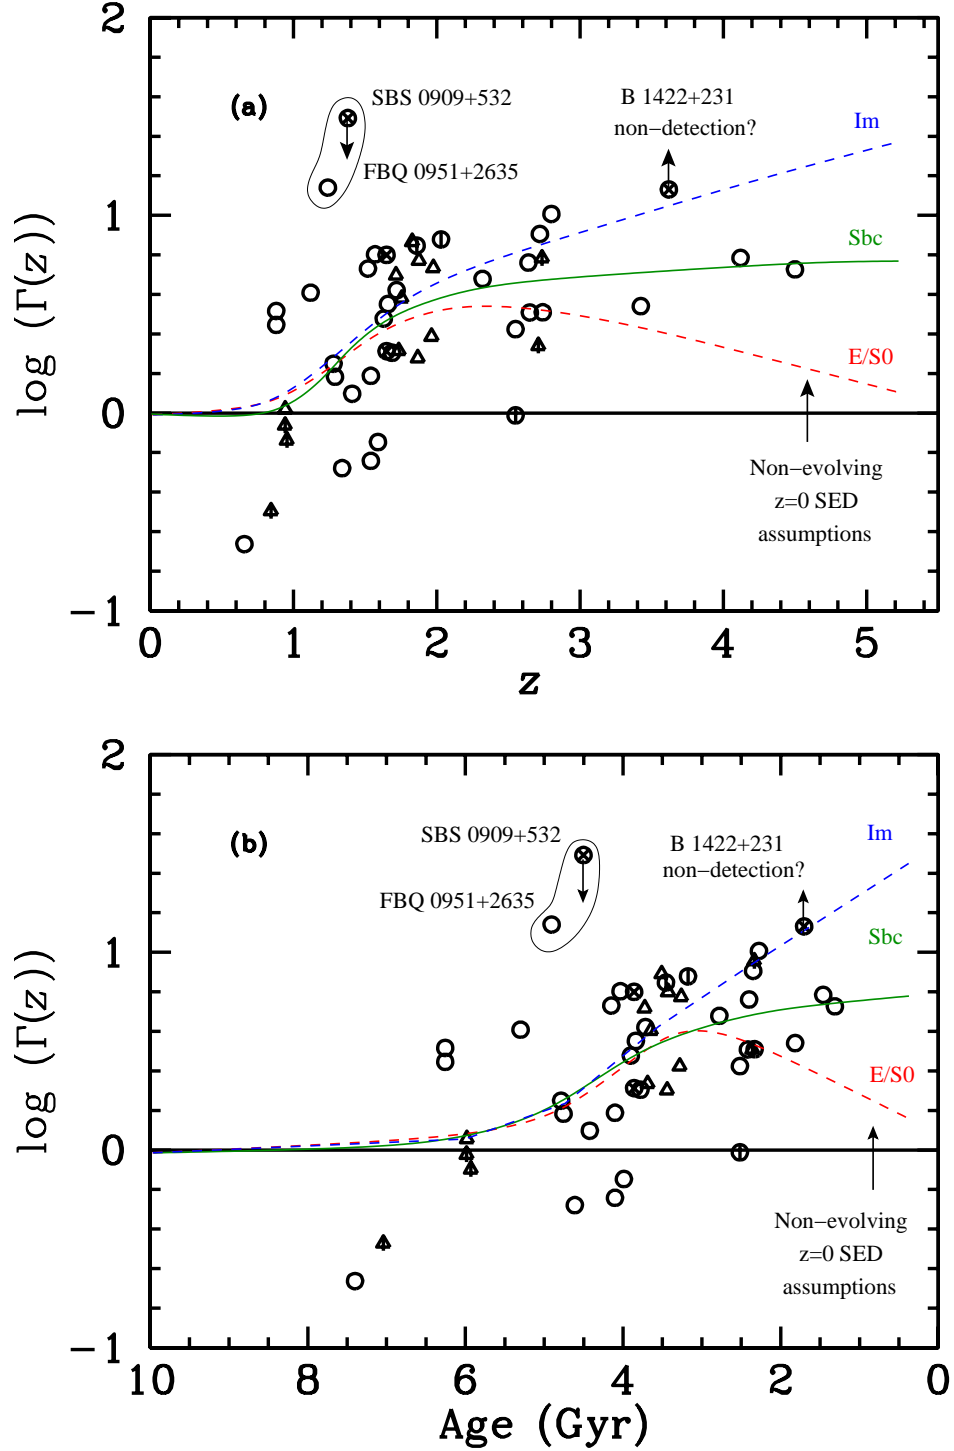 2
(a)
SBS 0909+532
FBQ 0951+2635
B 1422+231
non−detection?
Im
1
Sbc
E/S0
0
Non−evolving
z=0 SED
assumptions
−1
log (Γ(z))
0 1 2 3 4 5
z
2
(b)
SBS 0909+532
FBQ 0951+2635
B 1422+231
non−detection?
Im
Sbc
1
E/S0
0
Non−evolving
z=0 SED
assumptions
−1
log (Γ(z))
10 8 6 4 2 0
Age (Gyr)